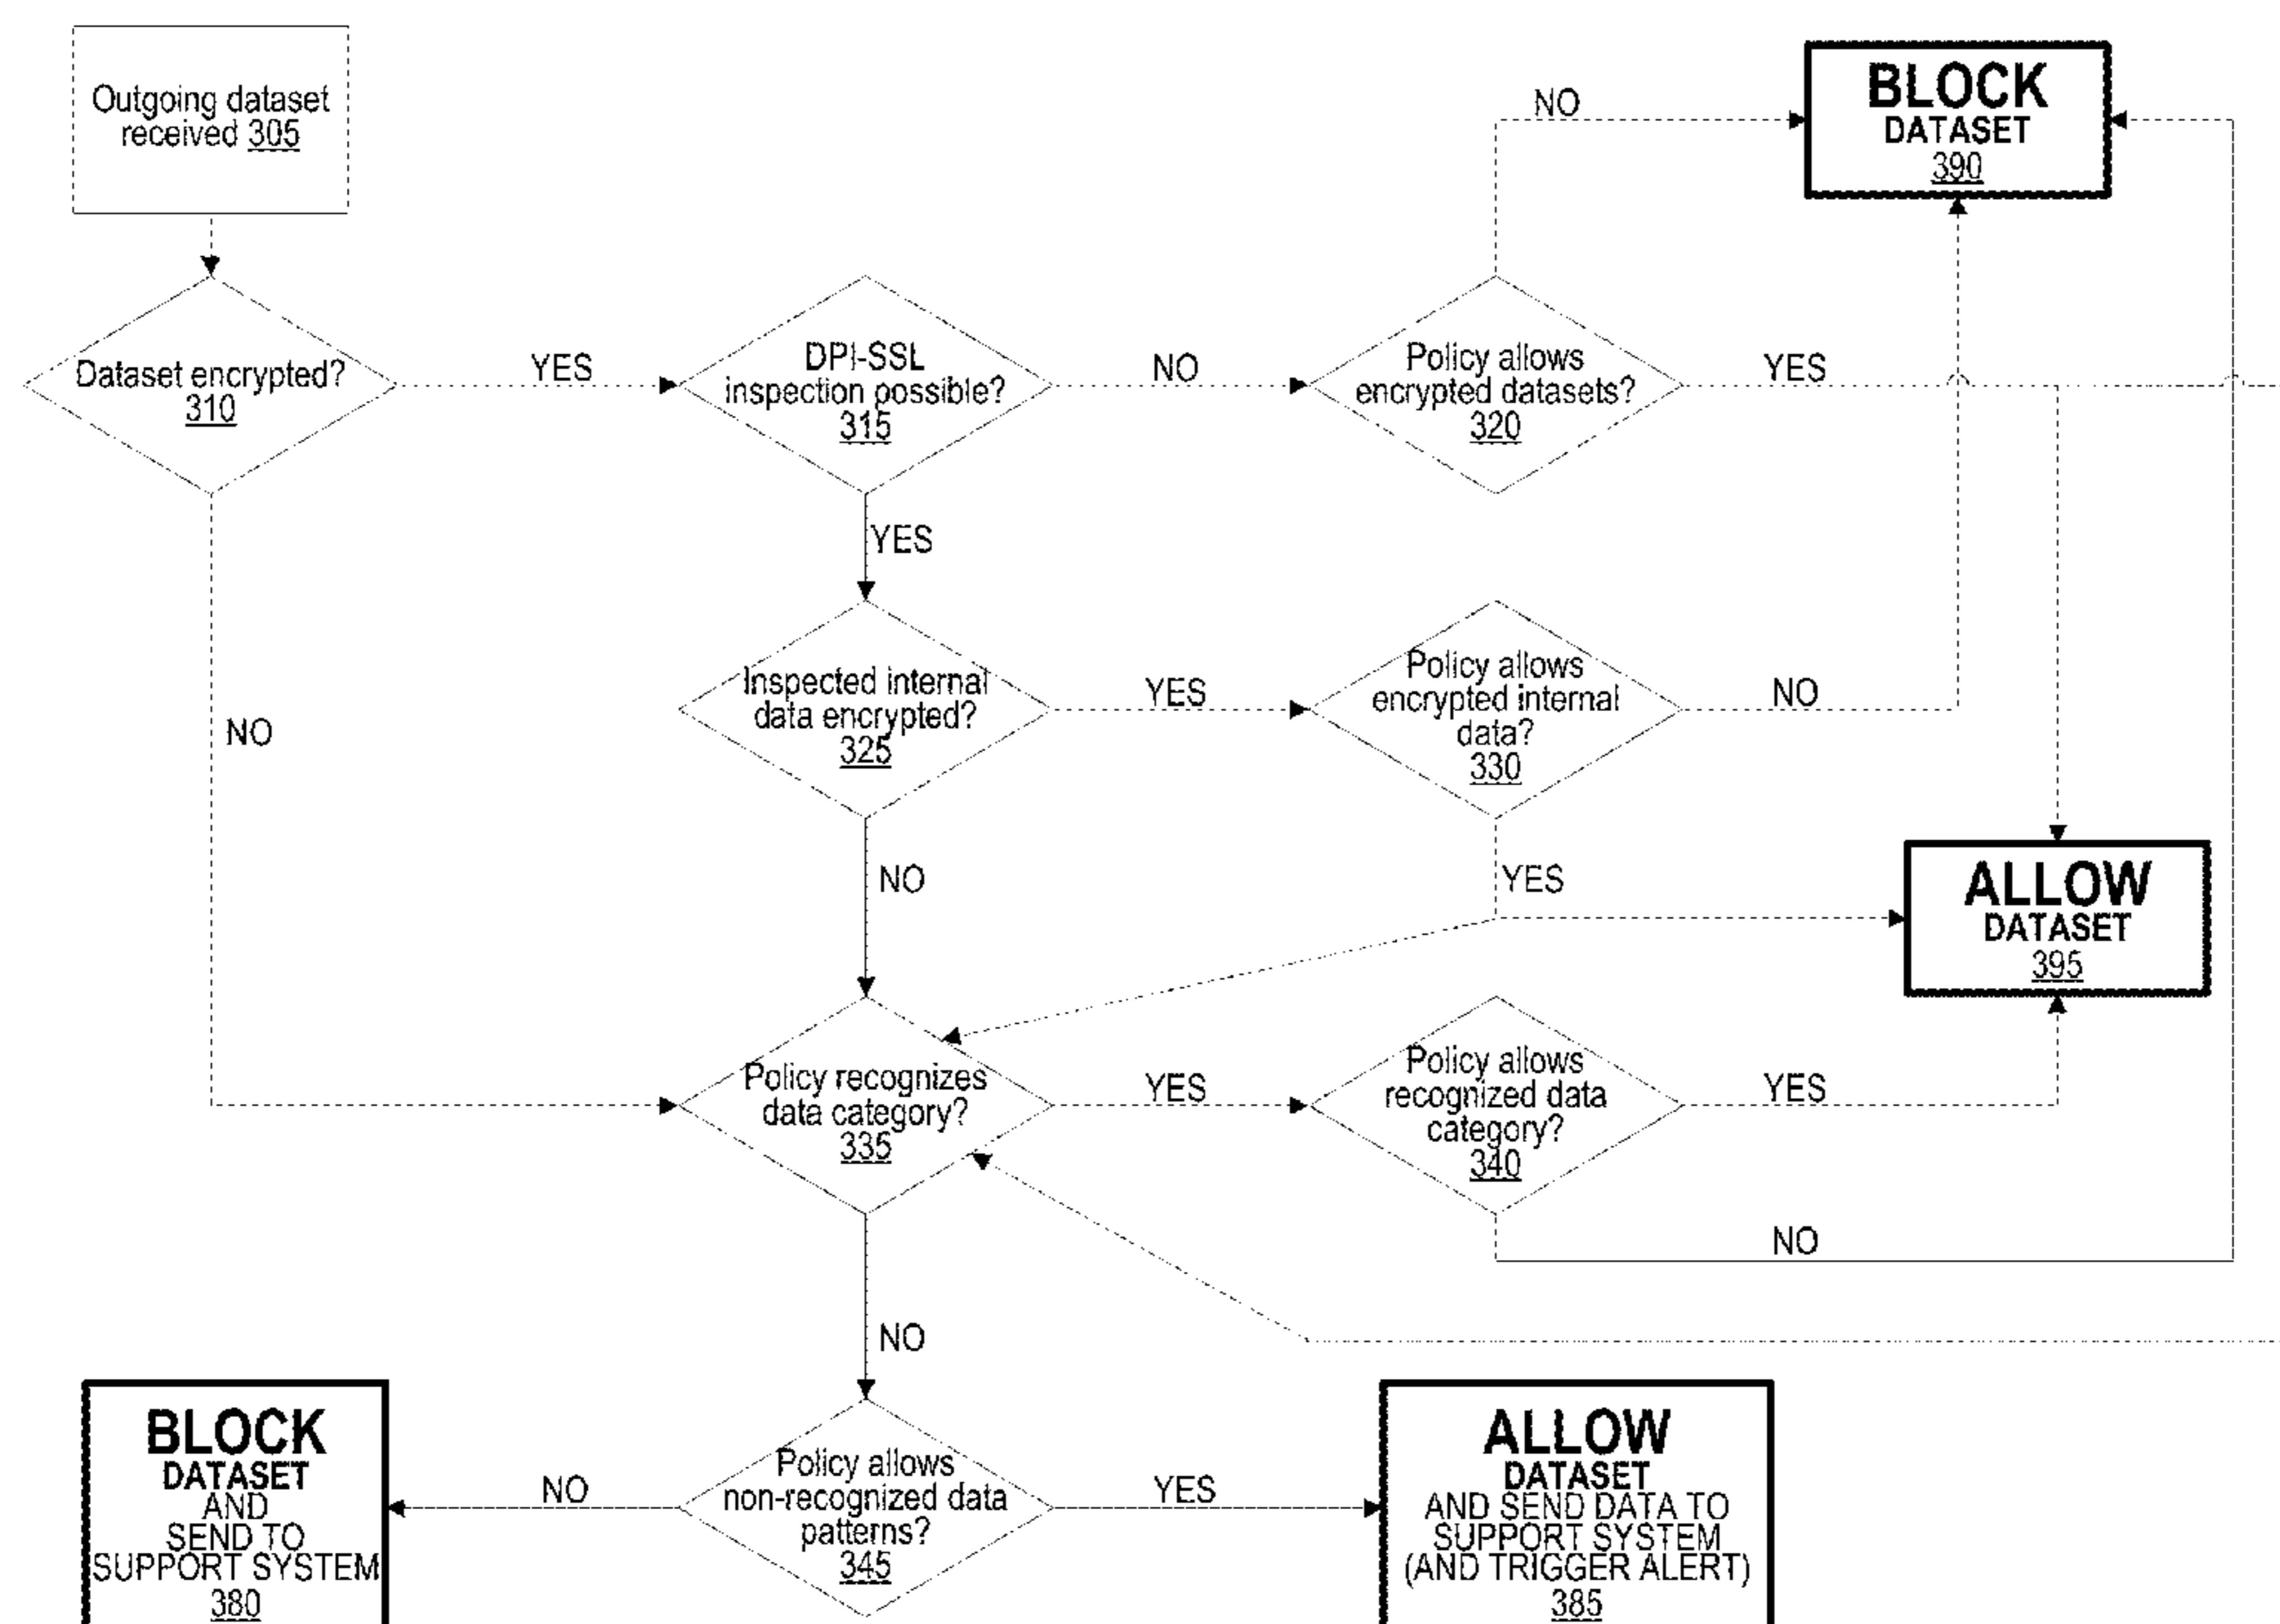 Outgoing dataset
received 305
NO
BLOCK
DATASET
390
Dataset encrypted?
310
YES
DPI-SSL
inspection possible?
315
NO
Policy allows
encrypted datasets?
320
YES
YES
NO
Inspected internal
data encrypted?
325
YES
Policy allows
encrypted internal
data?
330
NO
NO
YES
ALLOW
DATASET
395
Policy recognizes
data category?
335
YES
Policy allows
recognized data
category?
340
YES
NO
NO
BLOCK
DATASET
AND
SEND TO
SUPPORT SYSTEM
380
NO
Policy allows
non-recognized data
patterns?
345
YES
ALLOW
DATASET
AND SEND DATA TO
SUPPORT SYSTEM
(AND TRIGGER ALERT)
385